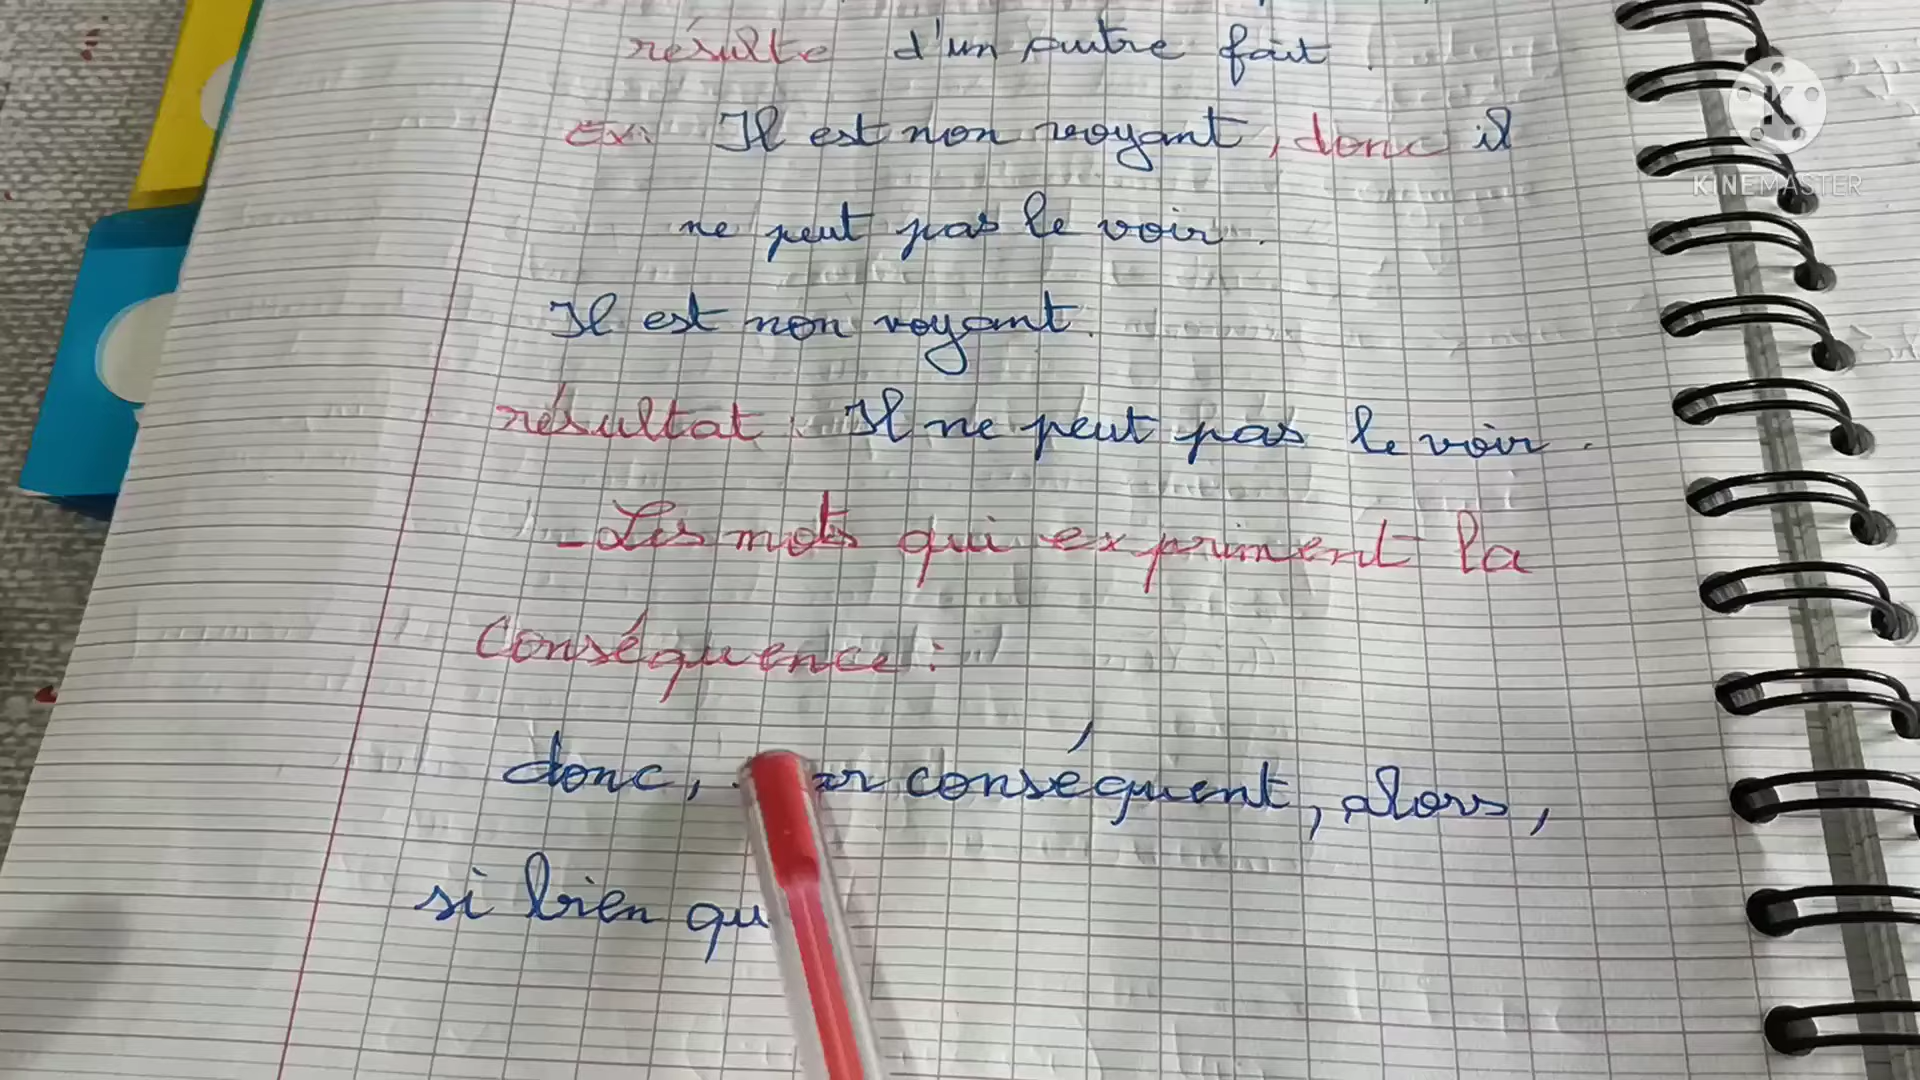 résulte d'un autre fait.
Ex: Il est non voyant, donc il
ne peut pas le voir.
Il est non voyant.
résultat : Il ne peut pas le voir.
- Les mots qui expriment la
conséquence :
donc, conséquent, alors,
si bien
KINEMASTER